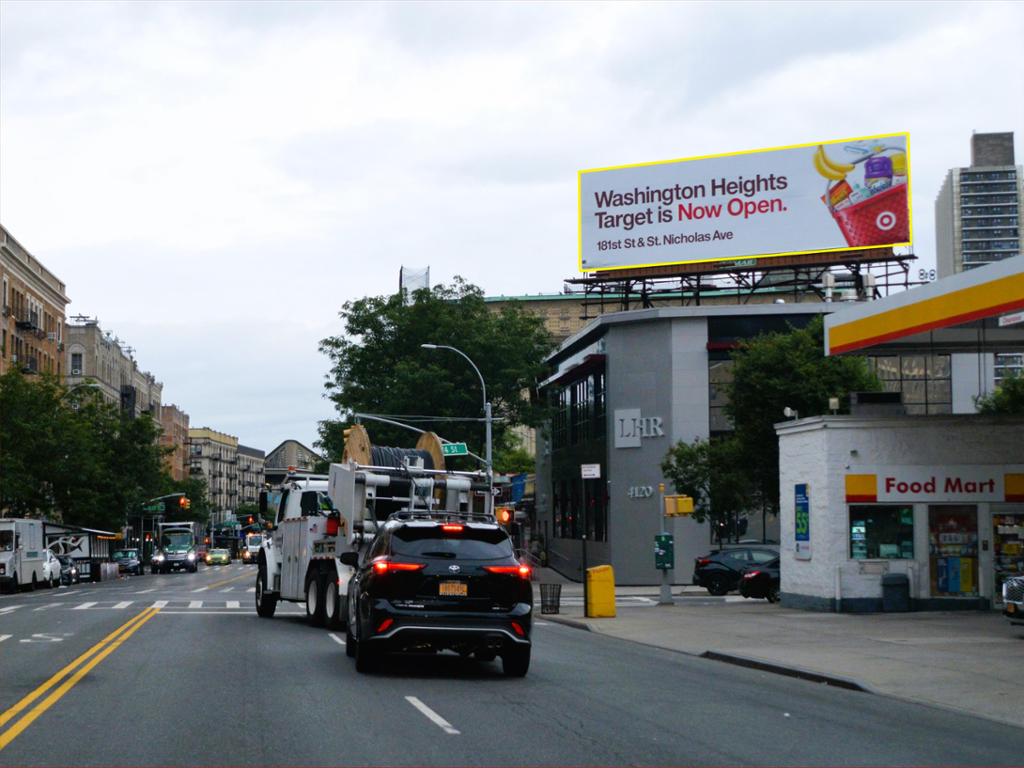 Washington Heights
Target is Now Open.
181st St & St. Nicholas Ave
LHR
4120
Food Mart